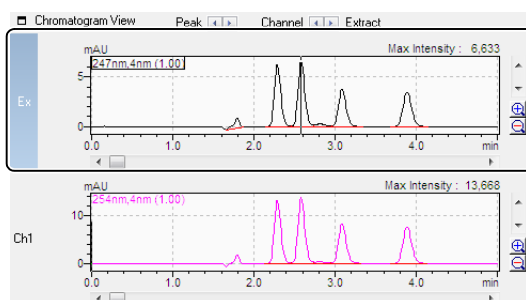 Chromatogram View Peak Channel Extract
mAU Max Intensity : 6,633
247nm,4nm (1.00)
5
Ex
0
0.0 1.0 2.0 3.0 4.0 min
mAU Max Intensity : 13,668
254nm,4nm (1.00)
10
Ch1
0
0.0 1.0 2.0 3.0 4.0 min